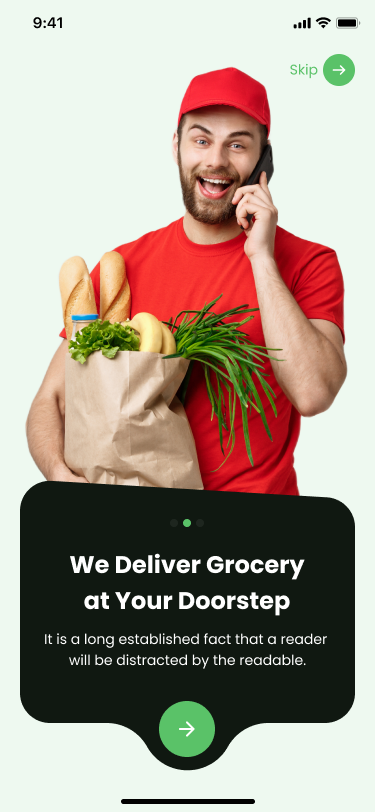 9:41
Skip
We Deliver Grocery
at Your Doorstep
It is a long established fact that a reader
will be distracted by the readable.